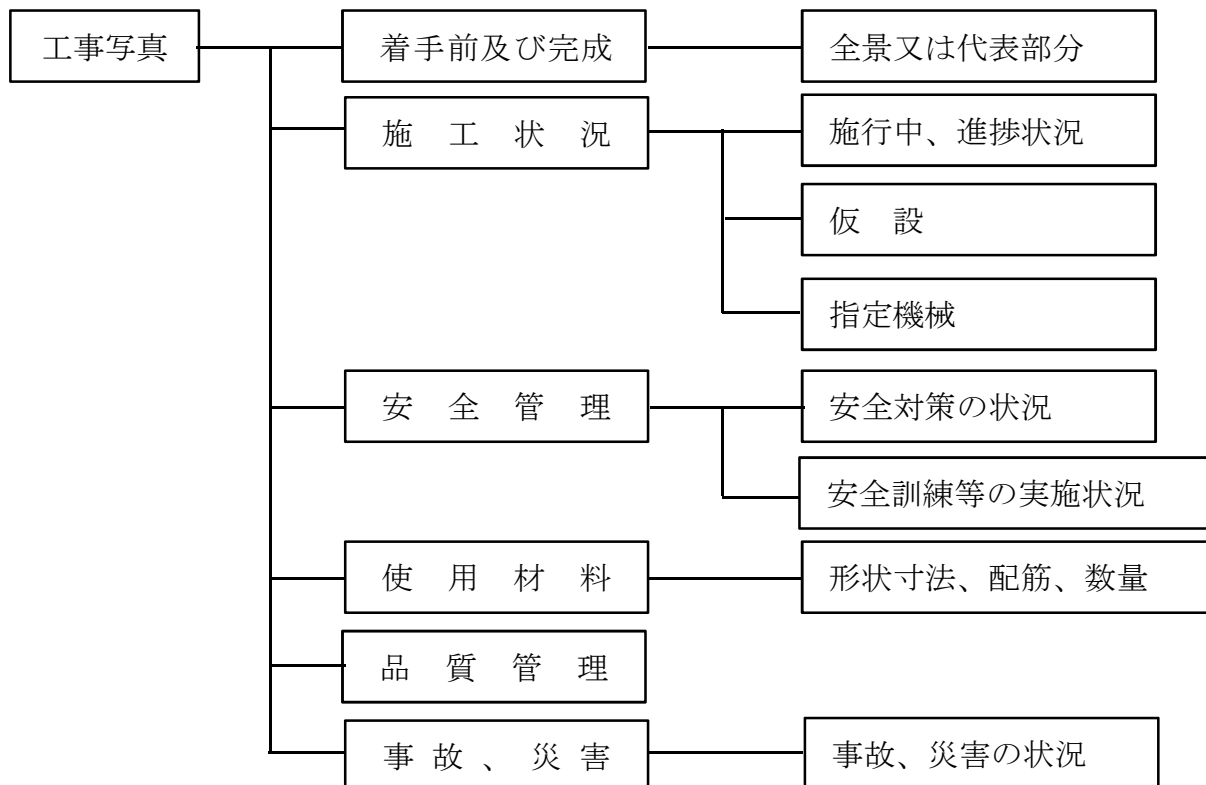 工事写真
着手前及び完成
全景又は代表部分
施工状況
施行中、進捗状況
仮設
指定機械
安全管理
安全対策の状況
安全訓練等の実施状況
使用材料
形状寸法、配筋、数量
品質管理
事故、災害
事故、災害の状況